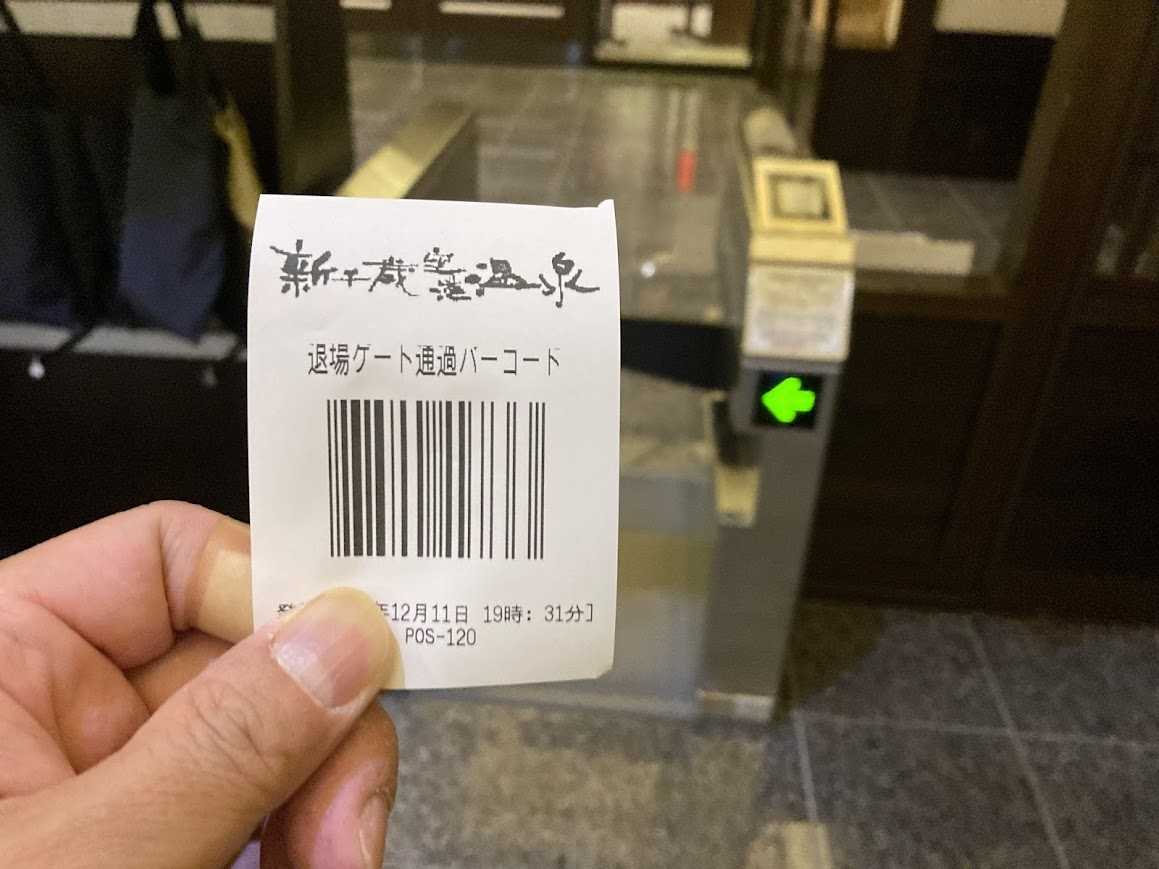 新千歳空港温泉
退場ゲート通過バーコード
年12月11日 19時: 31分]
POS-120